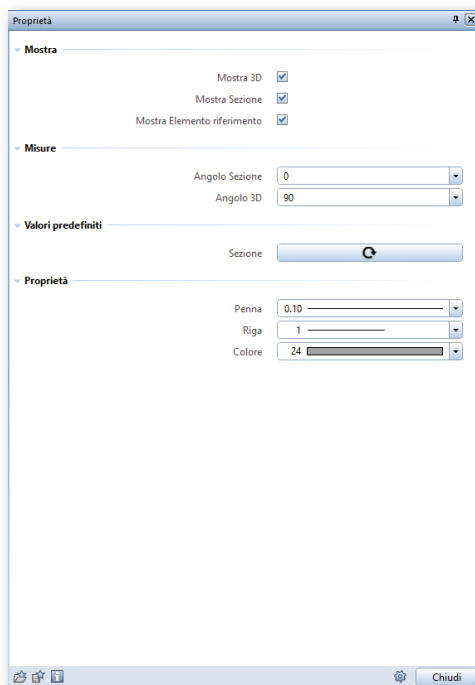 Proprietà
Mostra
Mostra 3D
Mostra Sezione
Mostra Elemento riferimento
Misure
Angolo Sezione 0
Angolo 3D 90
Valori predefiniti
Sezione
Proprietà
Penna 0.10
Riga 1
Colore 24
Chiudi